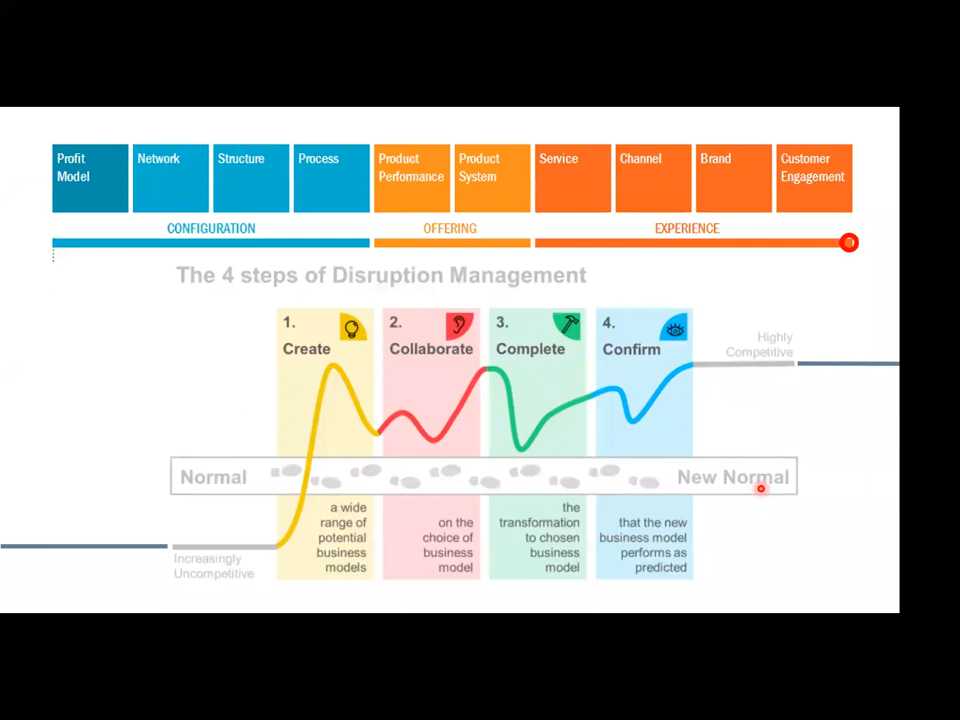 Profit
Model
Network
Structure
Process
Product
Performance
Product
System
Service
Channel
Brand
Customer
Engagement
CONFIGURATION
OFFERING
EXPERIENCE
The 4 steps of Disruption Management
1.
Create
2.
Collaborate
3.
Complete
4.
Confirm
Highly
Competitive
Normal
New Normal
a wide
range of
potential
business
models
on the
choice of
business
model
the
transformation
to chosen
business
model
that the new
business model
performs as
predicted
Increasingly
Uncompetitive